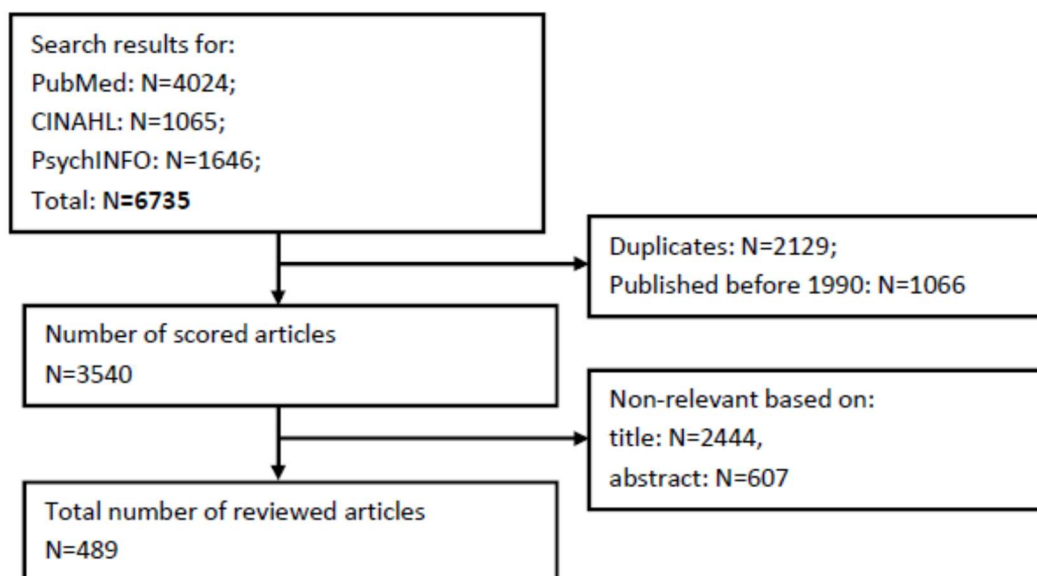 Search results for:
PubMed: N=4024;
CINAHL: N=1065;
PsychINFO: N=1646;
Total: N=6735
Duplicates: N=2129;
Published before 1990: N=1066
Number of scored articles
N=3540
Non-relevant based on:
title: N=2444,
abstract: N=607
Total number of reviewed articles
N=489